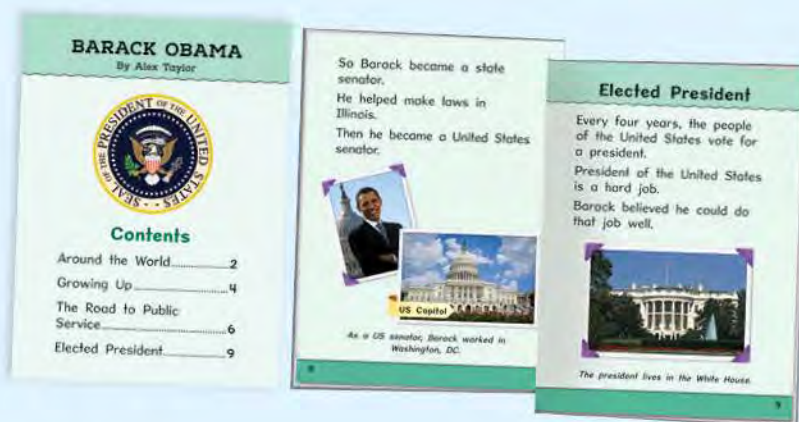 BARACK OBAMA
By Alex Taylor
SEAL OF THE PRESIDENT OF THE UNITED STATES
Contents
Around the World 2
Growing Up 4
The Road to Public
Service 6
Elected President 9
So Barack became a state
senator.
He helped make laws in
Illinois.
Then he became a United States
senator.
US Capitol
As a US senator, Barack worked in
Washington, DC.
8
Elected President
Every four years, the people
of the United States vote for
a president.
President of the United States
is a hard job.
Barack believed he could do
that job well.
The president lives in the White House.
9